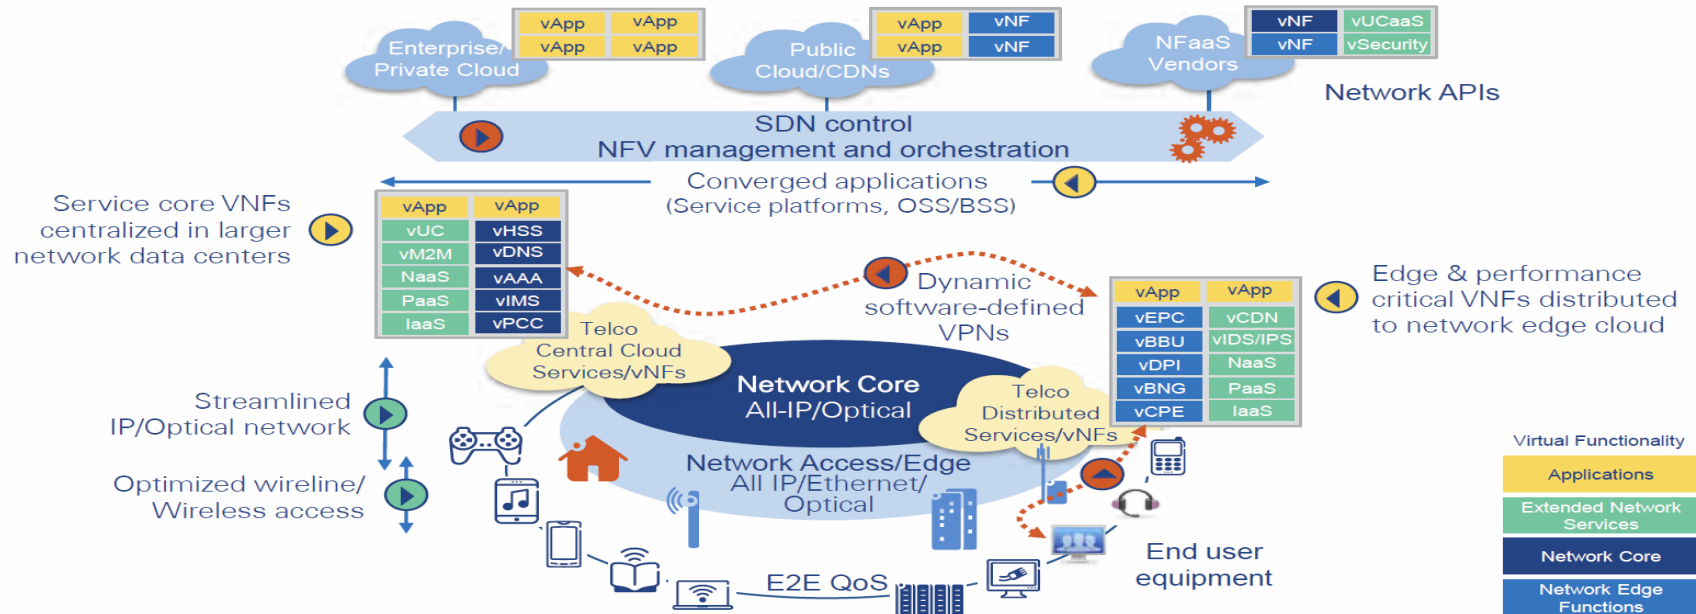 vApp vApp
vApp vApp
Enterprise/
Private Cloud
vApp vNF
vApp vNF
Public
Cloud/CDNs
vNF vUCaaS
vNF vSecurity
NFaaS
Vendors
Network APIs
SDN control
NFV management and orchestration
Converged applications
(Service platforms, OSS/BSS)
Service core VNFs
centralized in larger
network data centers
vApp vApp
vUC vHSS
vM2M vDNS
NaaS vAAA
PaaS vIMS
IaaS vPCC
Dynamic
software-defined
VPNs
vApp vApp
vEPC vCDN
vBBU vIDS/IPS
vDPI NaaS
vBNG PaaS
vCPE IaaS
Edge & performance
critical VNFs distributed
to network edge cloud
Telco
Central Cloud
Services/vNFs
Network Core
All-IP/Optical
Telco
Distributed
Services/vNFs
Streamlined
IP/Optical network
Network Access/Edge
All IP/Ethernet/
Optical
Optimized wireline/
Wireless access
End user
equipment
E2E QoS
Virtual Functionality
Applications
Extended Network
Services
Network Core
Network Edge
Functions